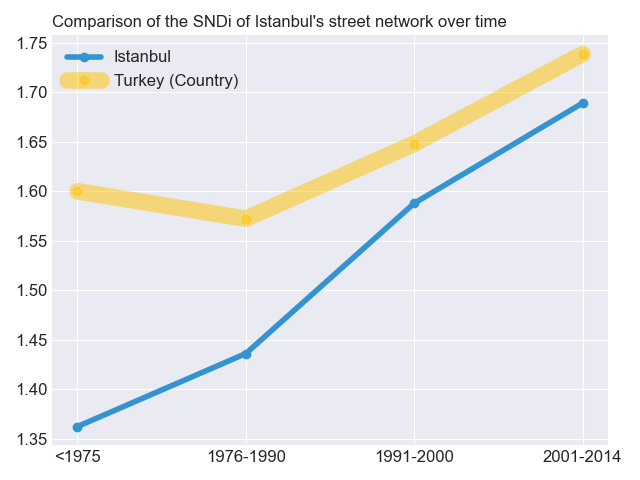 Comparison of the SNDi of Istanbul's street network over time
Istanbul
Turkey (Country)
1.75
1.70
1.65
1.60
1.55
1.50
1.45
1.40
1.35
<1975 1976-1990 1991-2000 2001-2014